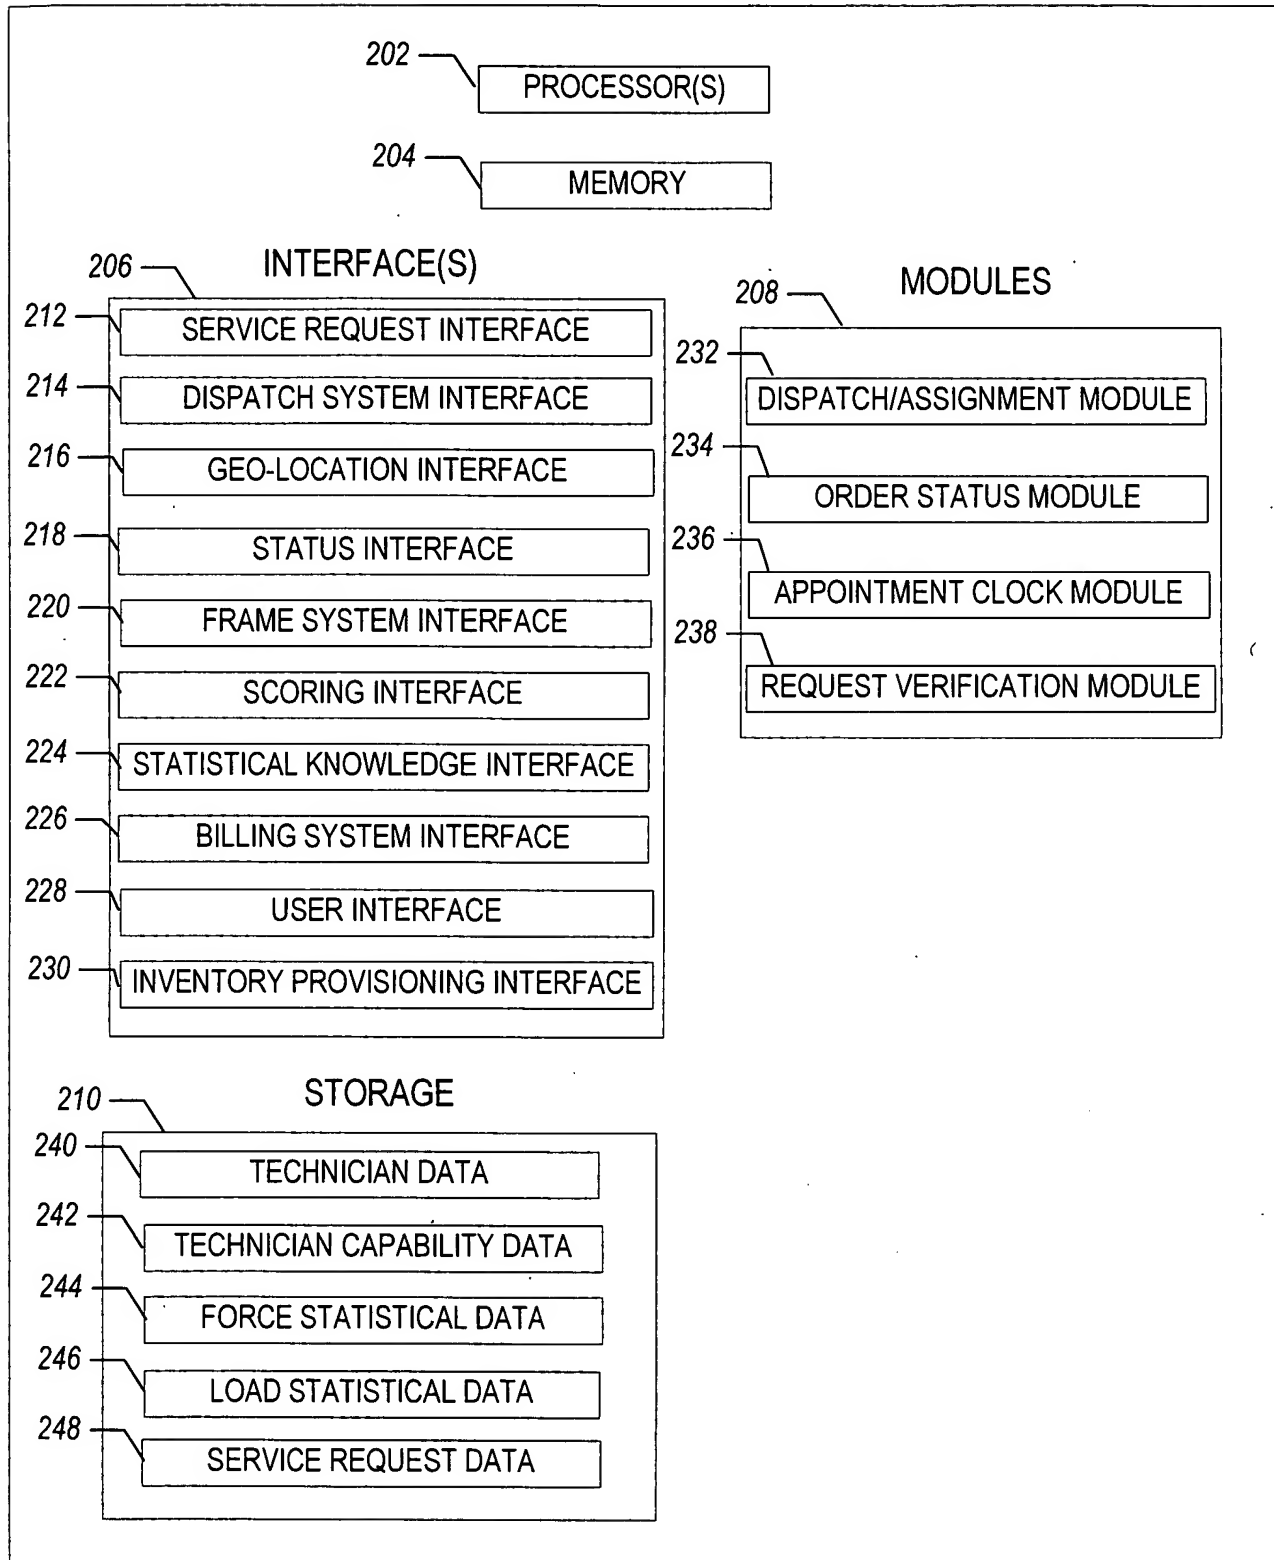 202
PROCESSOR(S)
204
MEMORY
206
INTERFACE(S)
212
SERVICE REQUEST INTERFACE
214
DISPATCH SYSTEM INTERFACE
216
GEO-LOCATION INTERFACE
218
STATUS INTERFACE
220
FRAME SYSTEM INTERFACE
222
SCORING INTERFACE
224
STATISTICAL KNOWLEDGE INTERFACE
226
BILLING SYSTEM INTERFACE
228
USER INTERFACE
230
INVENTORY PROVISIONING INTERFACE
MODULES
208
232
DISPATCH/ASSIGNMENT MODULE
234
ORDER STATUS MODULE
236
APPOINTMENT CLOCK MODULE
238
REQUEST VERIFICATION MODULE
STORAGE
210
240
TECHNICIAN DATA
242
TECHNICIAN CAPABILITY DATA
244
FORCE STATISTICAL DATA
246
LOAD STATISTICAL DATA
248
SERVICE REQUEST DATA